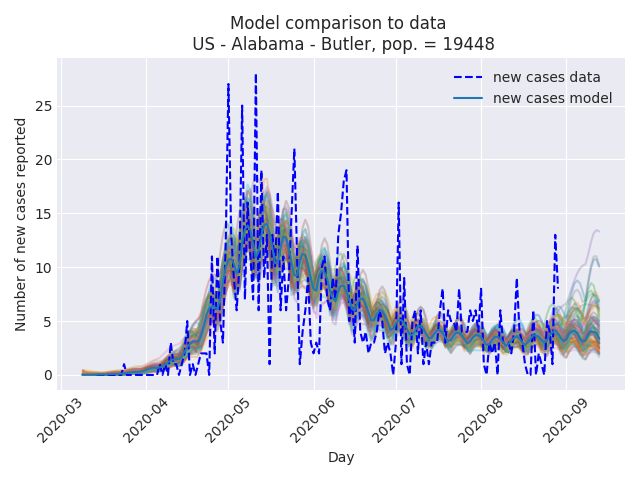 Model comparison to data
US - Alabama - Butler, pop. = 19448
new cases data
new cases model
Number of new cases reported
25
20
15
10
5
0
2020-03
2020-04
2020-05
2020-06
2020-07
2020-08
2020-09
Day